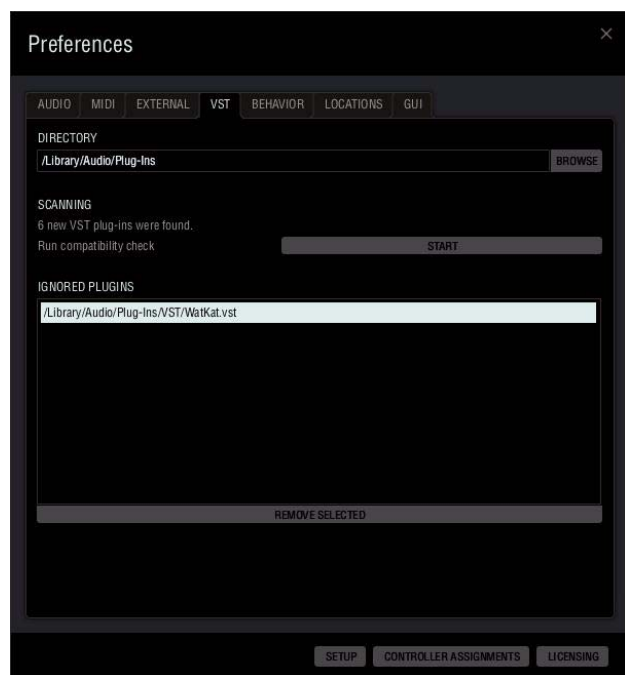 Preferences
AUDIO MIDI EXTERNAL VST BEHAVIOR LOCATIONS GUI
DIRECTORY
/Library/Audio/Plug-Ins BROWSE
SCANNING
6 new VST plug-ins were found.
Run compatibility check START
IGNORED PLUGINS
/Library/Audio/Plug-Ins/VST/WatKat.vst
REMOVE SELECTED
SETUP CONTROLLER ASSIGNMENTS LICENSING